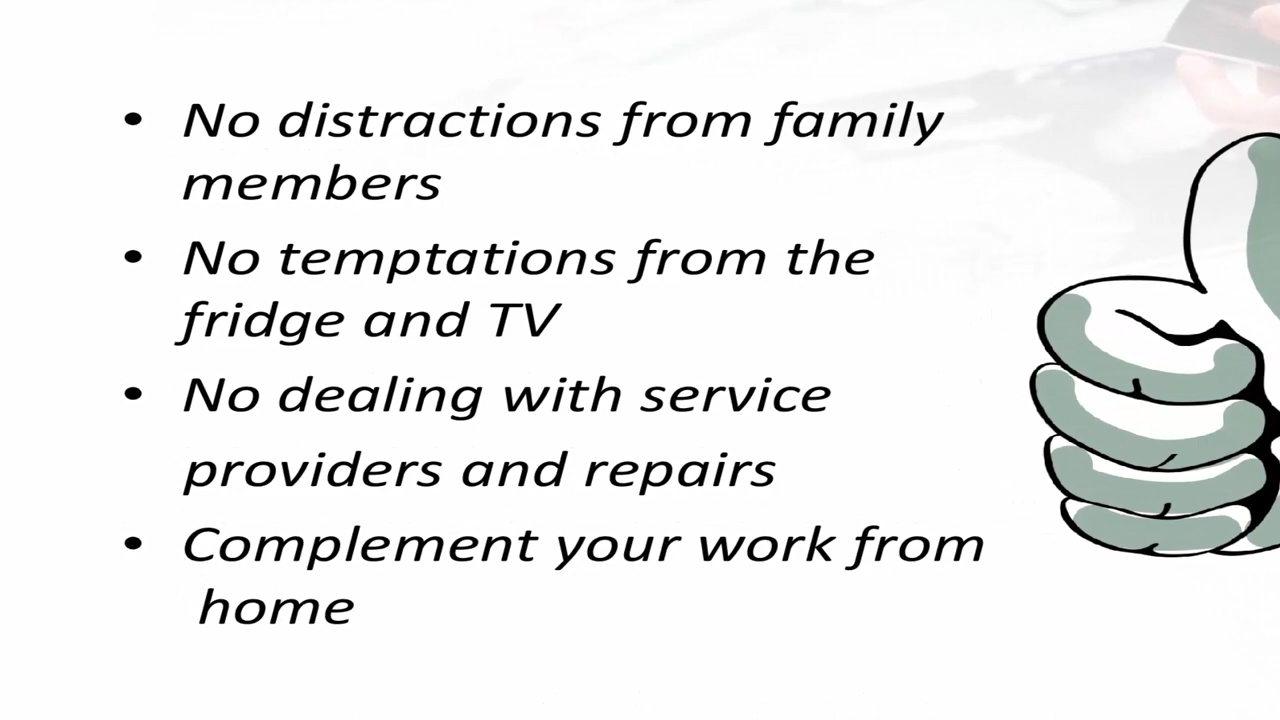 • No distractions from family
members
• No temptations from the
fridge and TV
• No dealing with service
providers and repairs
• Complement your work from
home